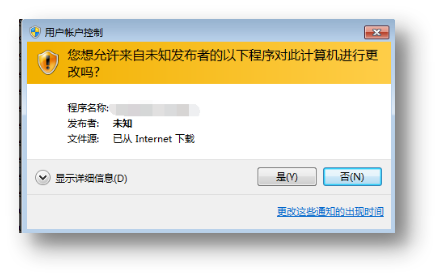 用户帐户控制
您想允许来自未知发布者的以下程序对此计算机进行更
改吗?
程序名称:
发布者: 未知
文件源: 已从 Internet 下载
显示详细信息(D)
是(Y)
否(N)
更改这些通知的出现时间